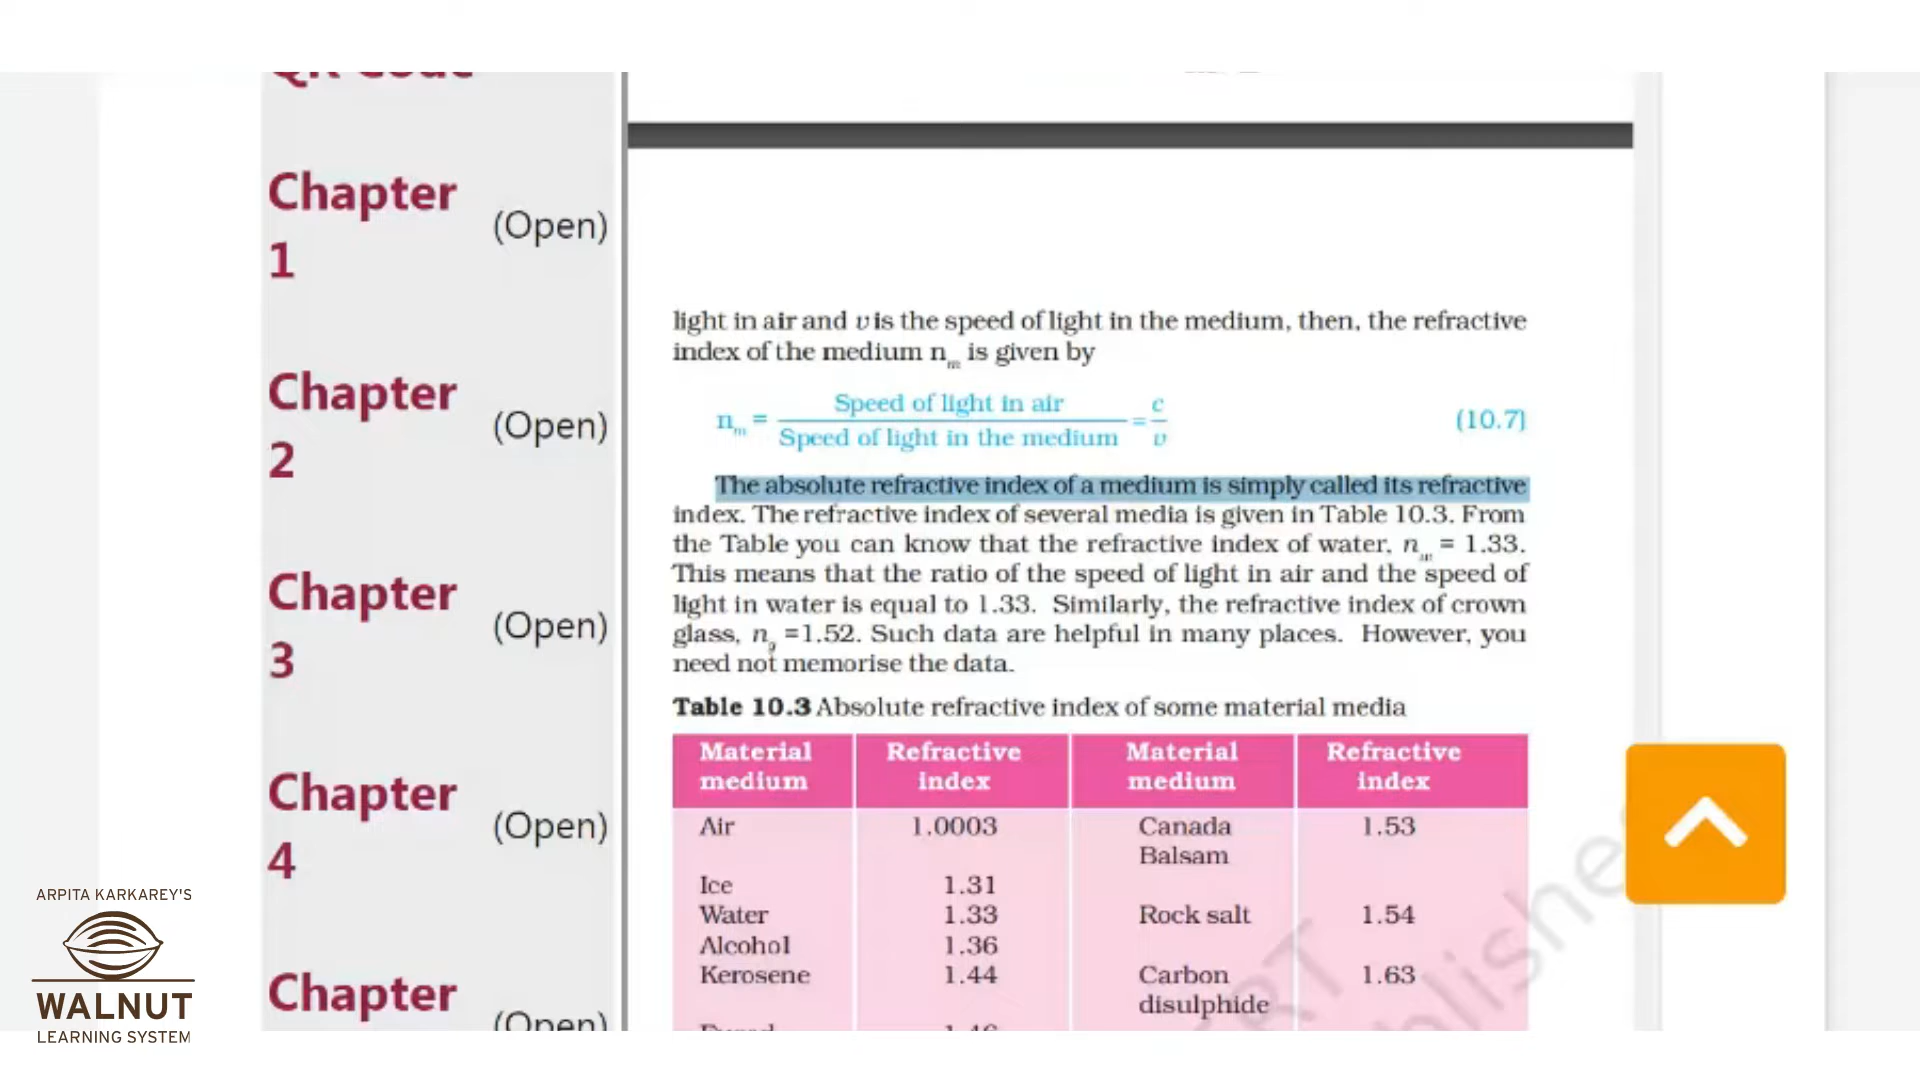 QR Code
Chapter
1
(Open)
Chapter
2
(Open)
Chapter
3
(Open)
Chapter
4
(Open)
Chapter
(Open)
light in air and υ is the speed of light in the medium, then, the refractive
index of the medium nm is given by
nm = Speed of light in air / Speed of light in the medium = c / υ (10.7)
The absolute refractive index of a medium is simply called its refractive
index. The refractive index of several media is given in Table 10.3. From
the Table you can know that the refractive index of water, nw = 1.33.
This means that the ratio of the speed of light in air and the speed of
light in water is equal to 1.33. Similarly, the refractive index of crown
glass, ng =1.52. Such data are helpful in many places. However, you
need not memorise the data.
Table 10.3 Absolute refractive index of some material media
Material medium Refractive index Material medium Refractive index
Air 1.0003 Canada Balsam 1.53
Ice 1.31
Water 1.33 Rock salt 1.54
Alcohol 1.36
Kerosene 1.44 Carbon disulphide 1.63
ARPITA KARKAREY'S
WALNUT
LEARNING SYSTEM